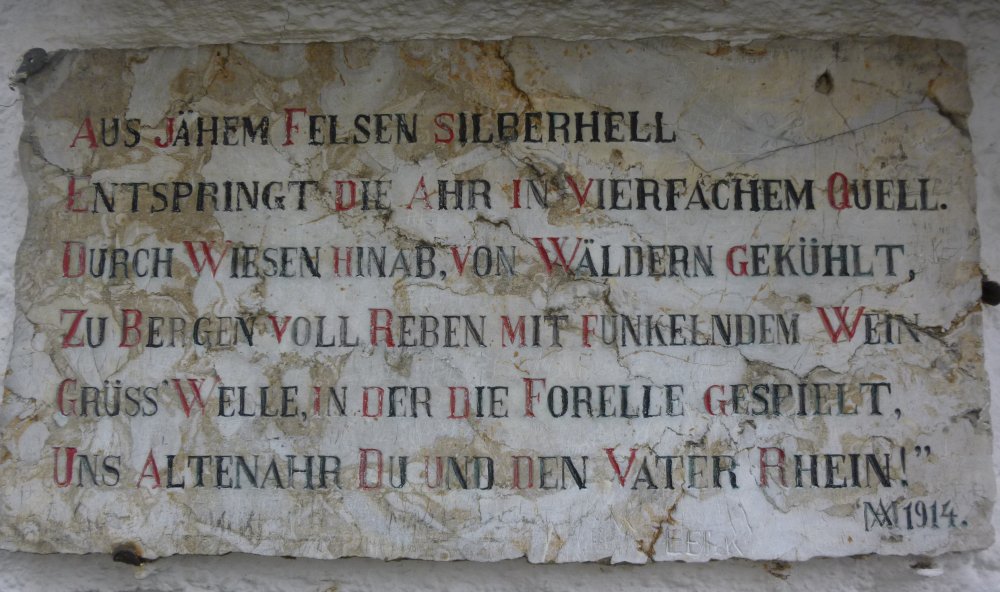 Aus jähem Felsen silberhell
Entspringt die Ahr in vierfachem Quell.
Durch Wiesen hinab, von Wäldern gekühlt,
Zu Bergen voll Reben mit funkelndem Wein
Grüss' Welle, in der die Forelle gespielt,
Uns Altenahr Du und den Vater Rhein!"
1914.